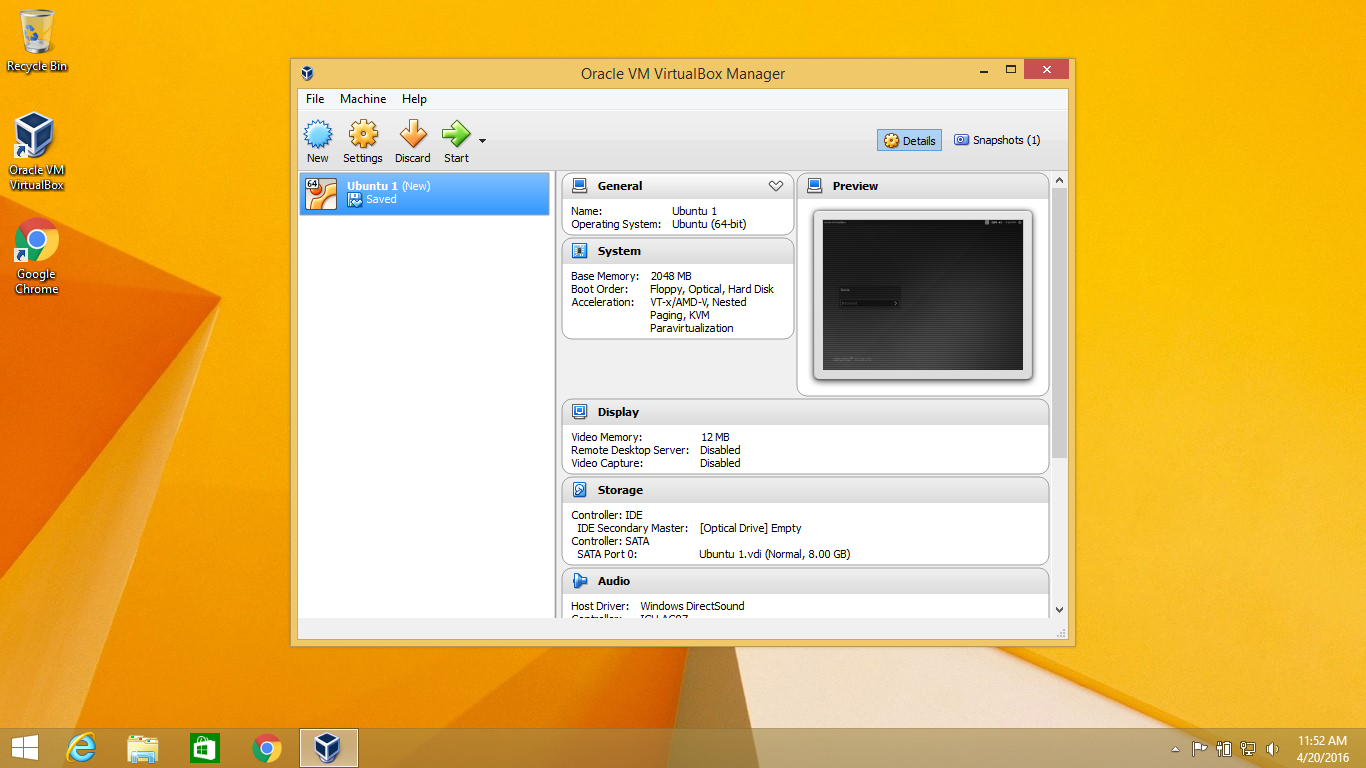 Recycle Bin
Oracle VM
VirtualBox
Google
Chrome
Oracle VM VirtualBox Manager
File Machine Help
New Settings Discard Start
Details Snapshots (1)
64
Ubuntu 1 (New)
Saved
General
Name: Ubuntu 1
Operating System: Ubuntu (64-bit)
System
Base Memory: 2048 MB
Boot Order: Floppy, Optical, Hard Disk
Acceleration: VT-x/AMD-V, Nested
Paging, KVM
Paravirtualization
Preview
Display
Video Memory: 12 MB
Remote Desktop Server: Disabled
Video Capture: Disabled
Storage
Controller: IDE
IDE Secondary Master: [Optical Drive] Empty
Controller: SATA
SATA Port 0: Ubuntu 1.vdi (Normal, 8.00 GB)
Audio
Host Driver: Windows DirectSound
Controller: ICH AC97
11:52 AM
4/20/2016